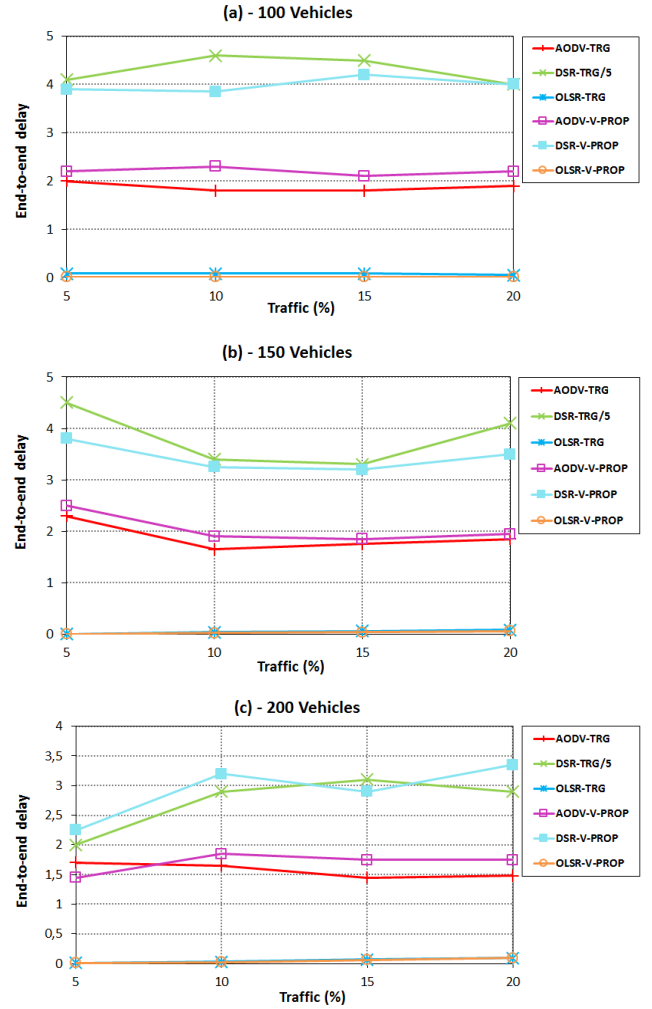 (a) - 100 Vehicles
5
4
3
2
1
0
End-to-end delay
5 10 15 20
Traffic (%)
AODV-TRG
DSR-TRG/5
OLSR-TRG
AODV-V-PROP
DSR-V-PROP
OLSR-V-PROP
(b) - 150 Vehicles
5
4
3
2
1
0
End-to-end delay
5 10 15 20
Traffic (%)
AODV-TRG
DSR-TRG/5
OLSR-TRG
AODV-V-PROP
DSR-V-PROP
OLSR-V-PROP
(c) - 200 Vehicles
4
3,5
3
2,5
2
1,5
1
0,5
0
End-to-end delay
5 10 15 20
Traffic (%)
AODV-TRG
DSR-TRG/5
OLSR-TRG
AODV-V-PROP
DSR-V-PROP
OLSR-V-PROP